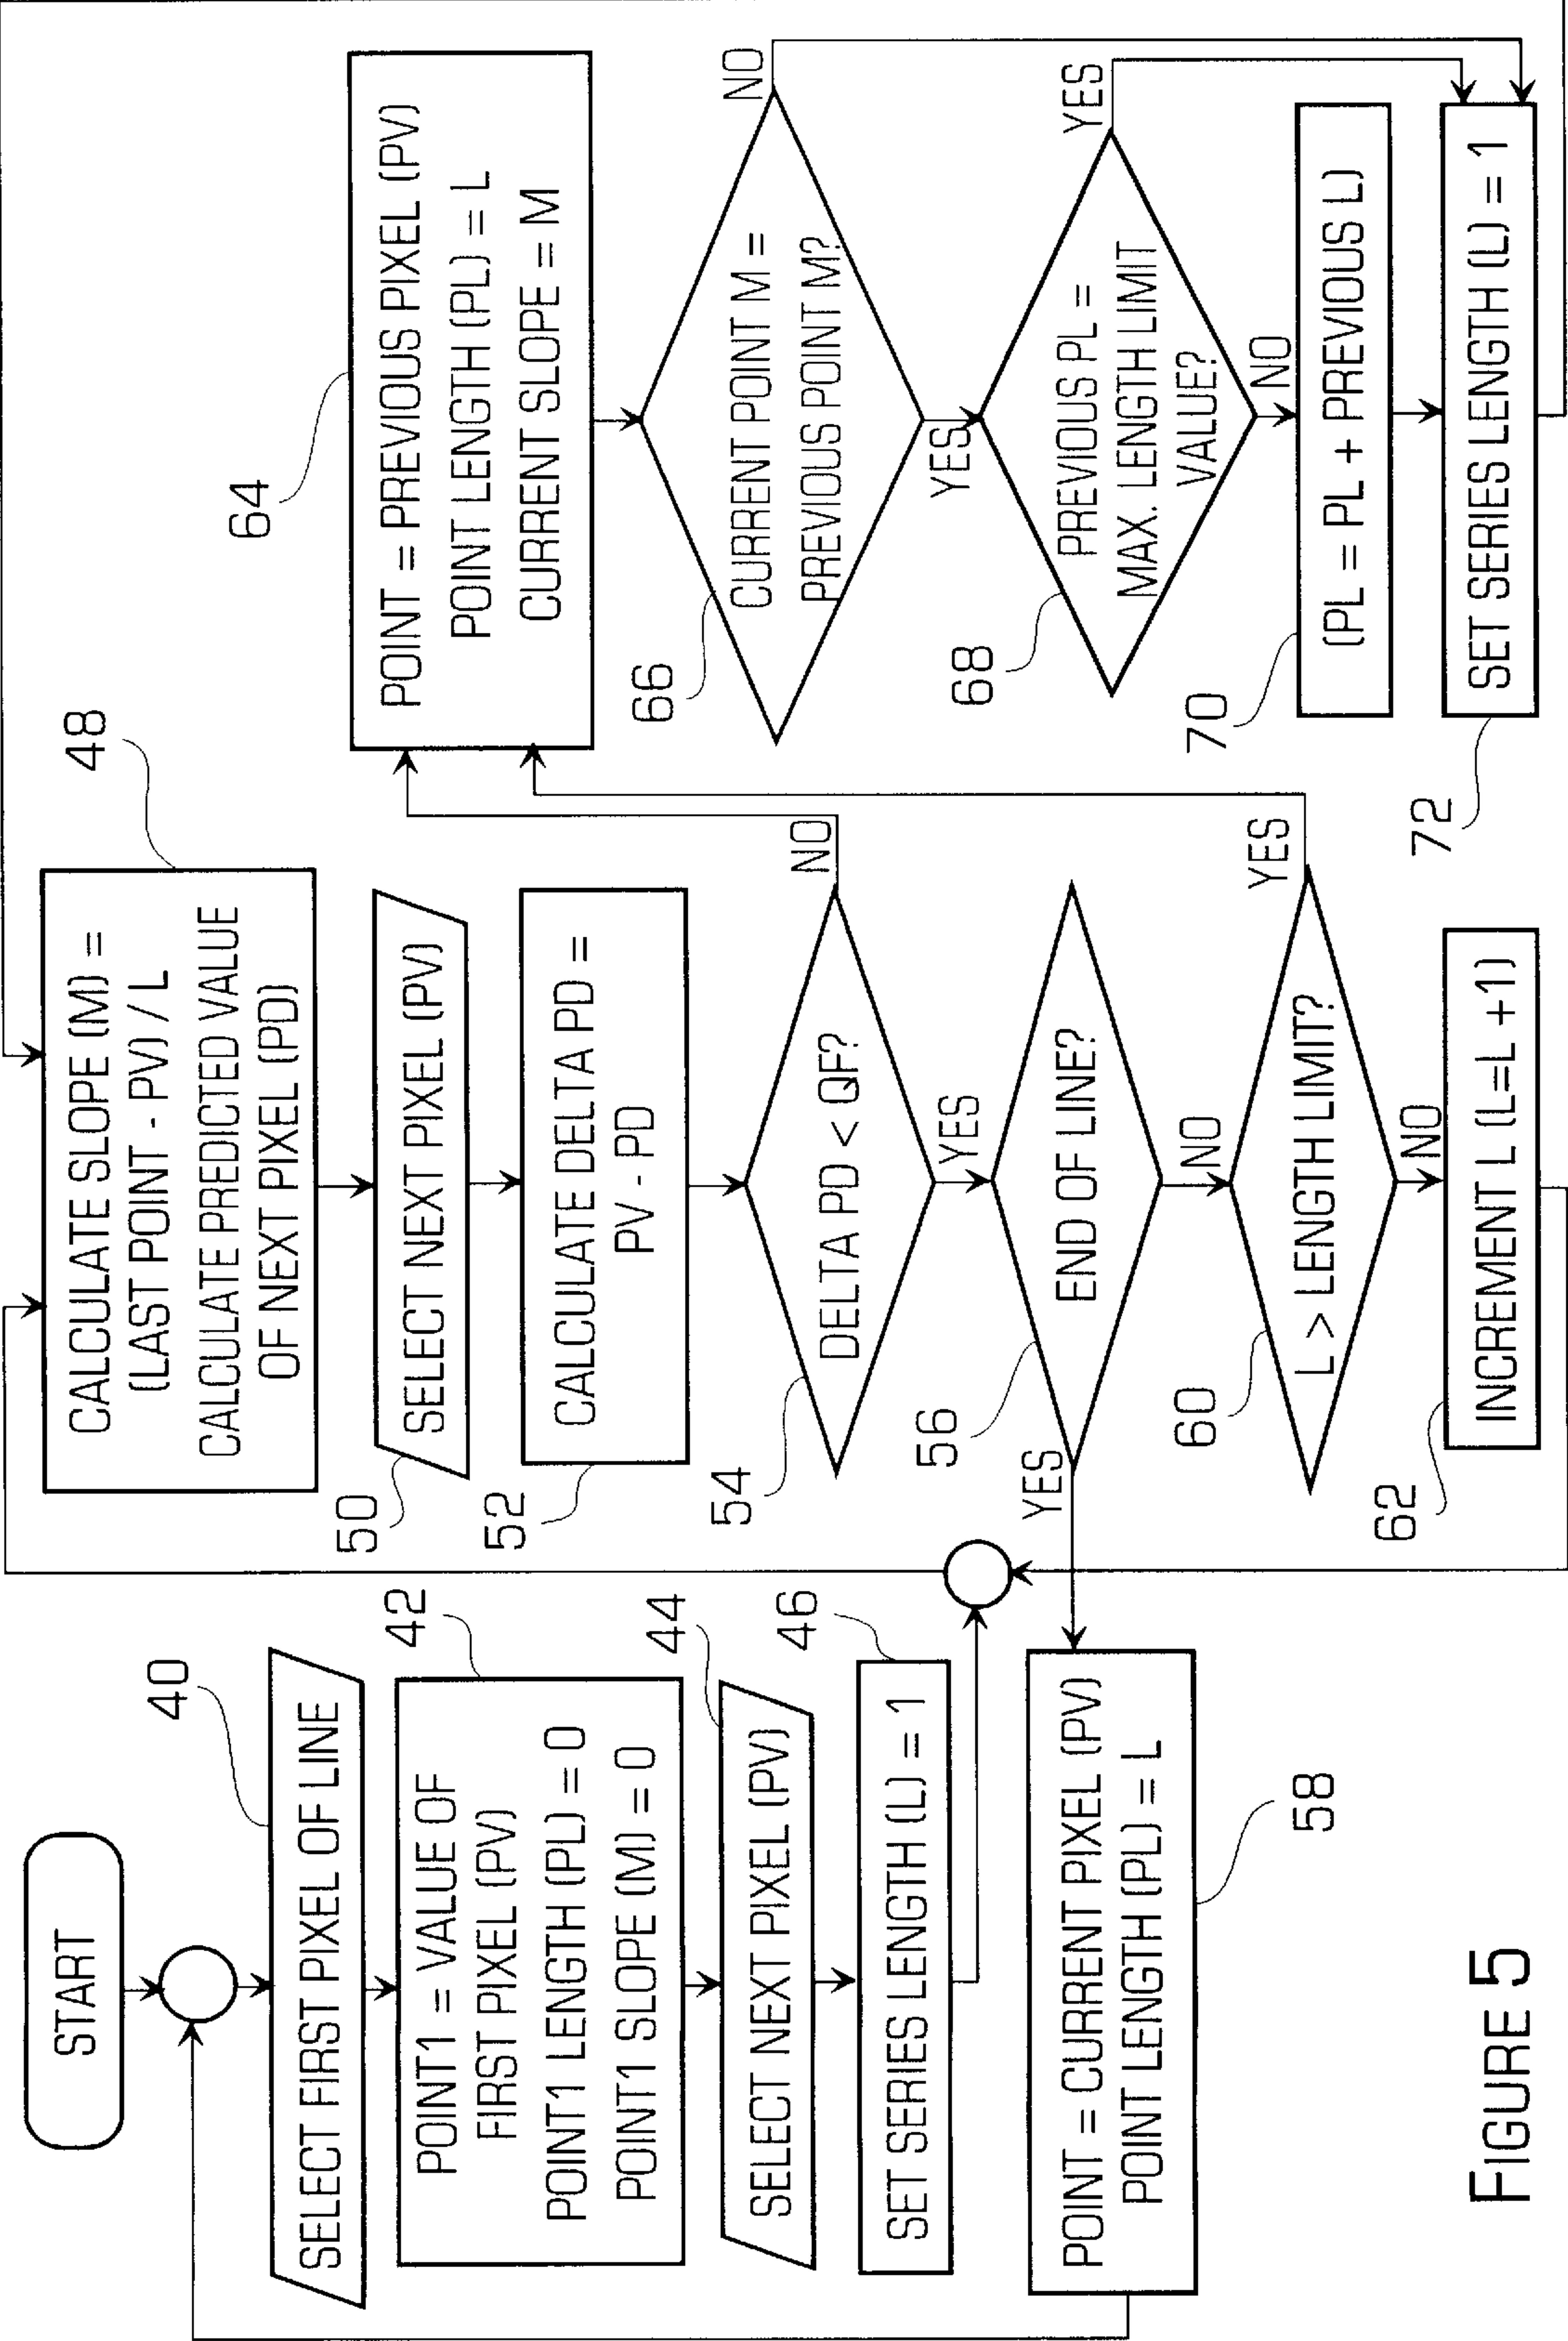 START
40
SELECT FIRST PIXEL OF LINE
42
POINT1 = VALUE OF
FIRST PIXEL (PV)
POINT1 LENGTH (PL) = 0
POINT1 SLOPE (M) = 0
44
SELECT NEXT PIXEL (PV)
46
SET SERIES LENGTH (L) = 1
POINT = CURRENT PIXEL (PV)
POINT LENGTH (PL) = L
58
48
CALCULATE SLOPE (M) =
(LAST POINT - PV) / L
CALCULATE PREDICTED VALUE
OF NEXT PIXEL (PD)
50
SELECT NEXT PIXEL (PV)
52
CALCULATE DELTA PD =
PV - PD
54
DELTA PD < QF?
NO
YES
56
END OF LINE?
YES
NO
60
L > LENGTH LIMIT?
YES
NO
62
INCREMENT L (L=L +1)
64
POINT = PREVIOUS PIXEL (PV)
POINT LENGTH (PL) = L
CURRENT SLOPE = M
66
CURRENT POINT M =
PREVIOUS POINT M?
NO
YES
68
PREVIOUS PL =
MAX. LENGTH LIMIT
VALUE?
YES
NO
70
(PL = PL + PREVIOUS L)
72
SET SERIES LENGTH (L) = 1
FIGURE 5